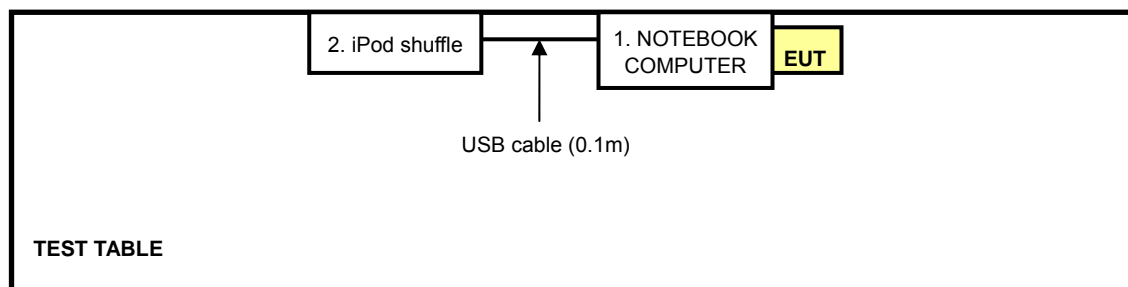 2. iPod shuffle
1. NOTEBOOK
COMPUTER
EUT
USB cable (0.1m)
TEST TABLE